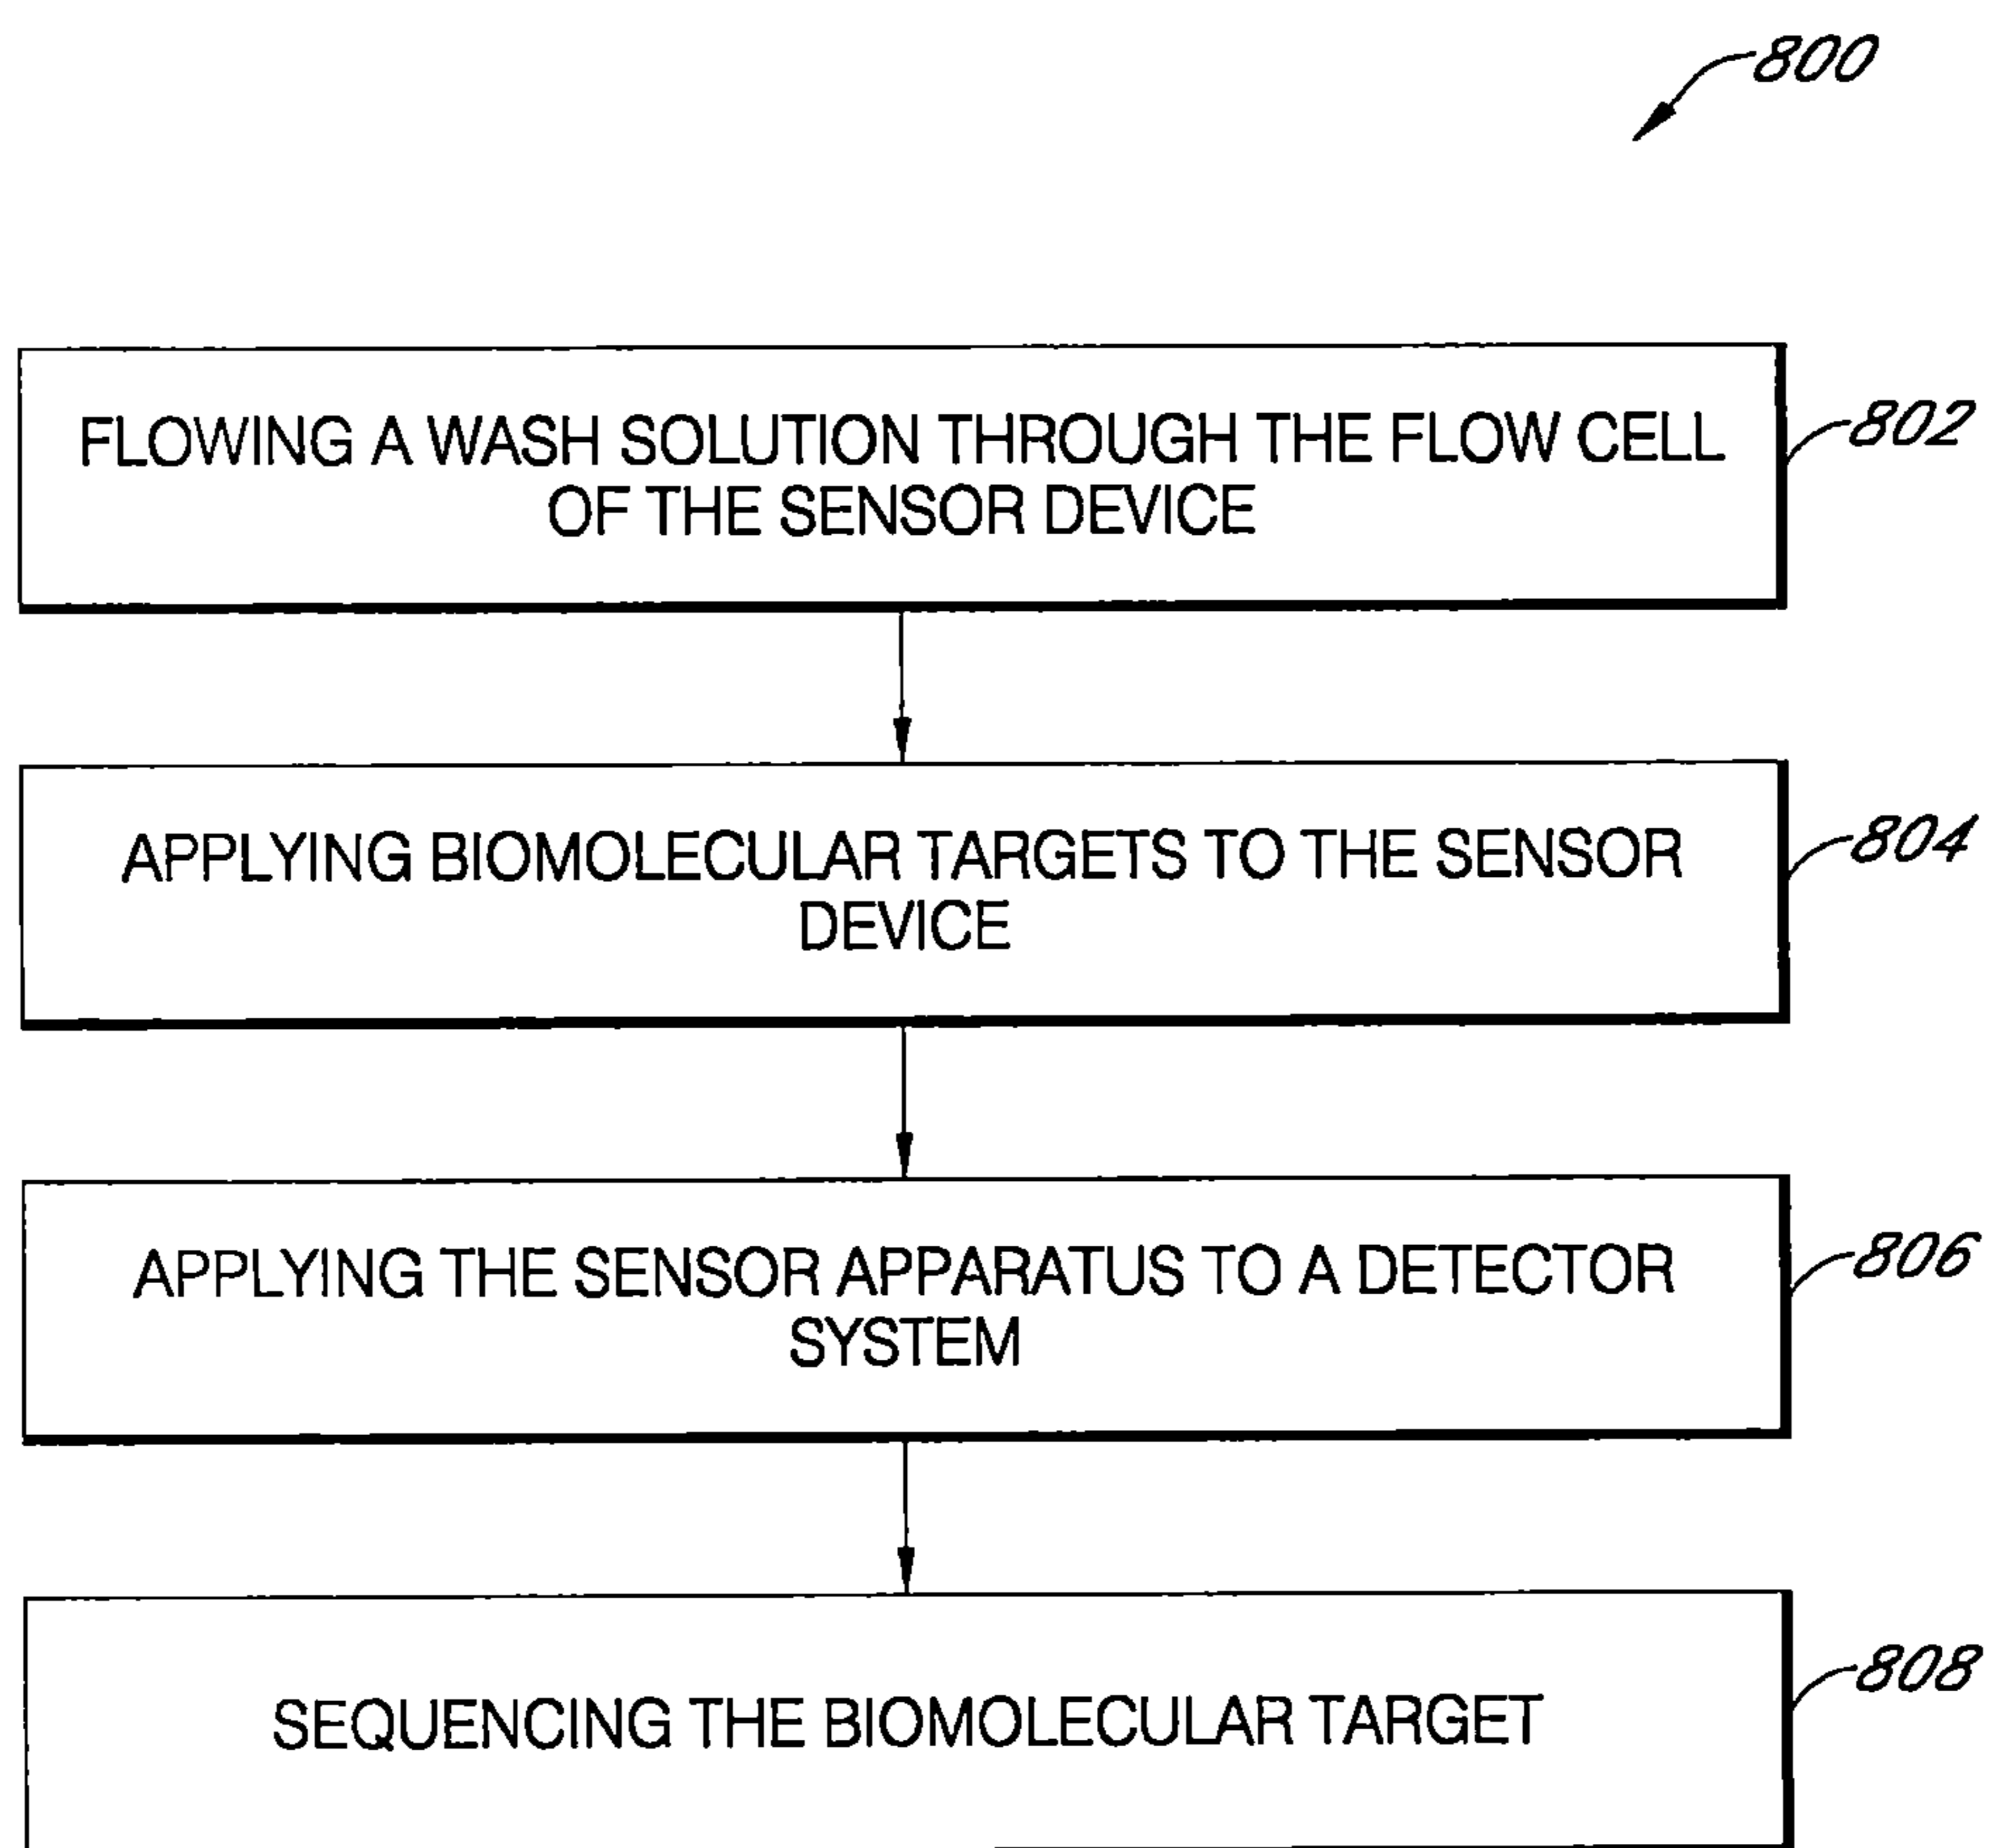 800
FLOWING A WASH SOLUTION THROUGH THE FLOW CELL
OF THE SENSOR DEVICE
802
APPLYING BIOMOLECULAR TARGETS TO THE SENSOR
DEVICE
804
APPLYING THE SENSOR APPARATUS TO A DETECTOR
SYSTEM
806
SEQUENCING THE BIOMOLECULAR TARGET
808